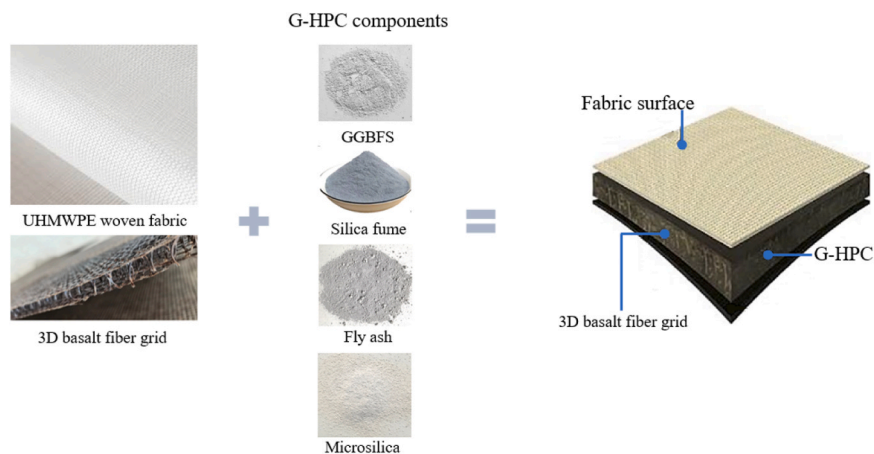 G-HPC components
UHMWPE woven fabric
3D basalt fiber grid
GGBFS
Silica fume
Fly ash
Microsilica
Fabric surface
G-HPC
3D basalt fiber grid